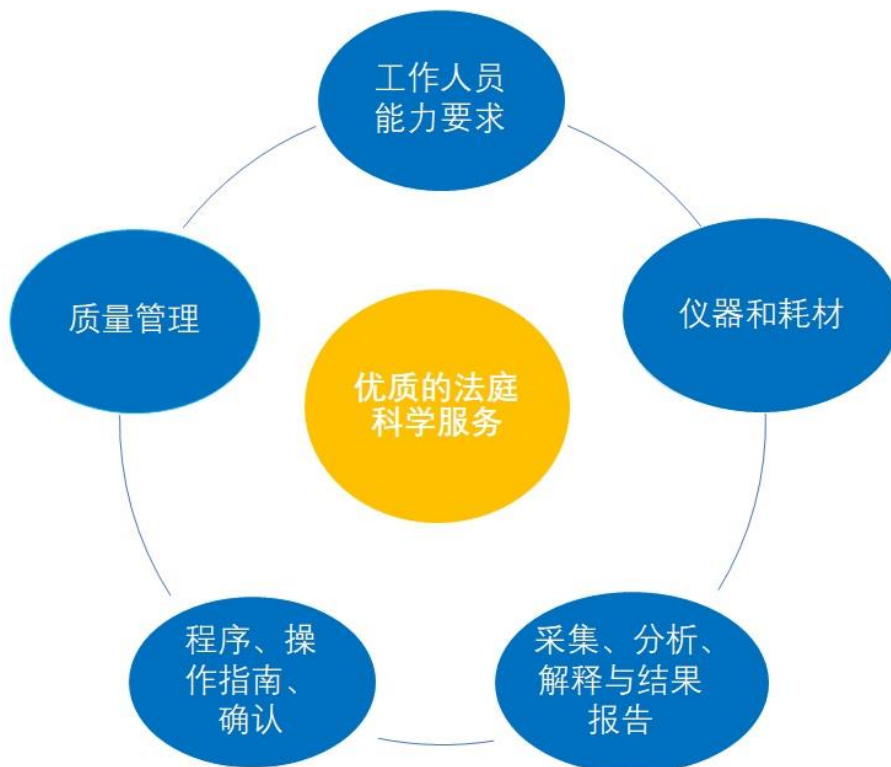 工作人员
能力要求
质量管理
仪器和耗材
优质的法庭
科学服务
程序、操
作指南、
确认
采集、分析、
解释与结果
报告